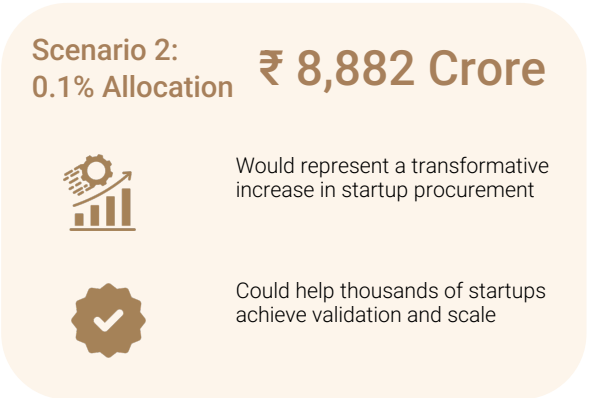 Scenario 2:
0.1% Allocation
₹ 8,882 Crore
Would represent a transformative
increase in startup procurement
Could help thousands of startups
achieve validation and scale